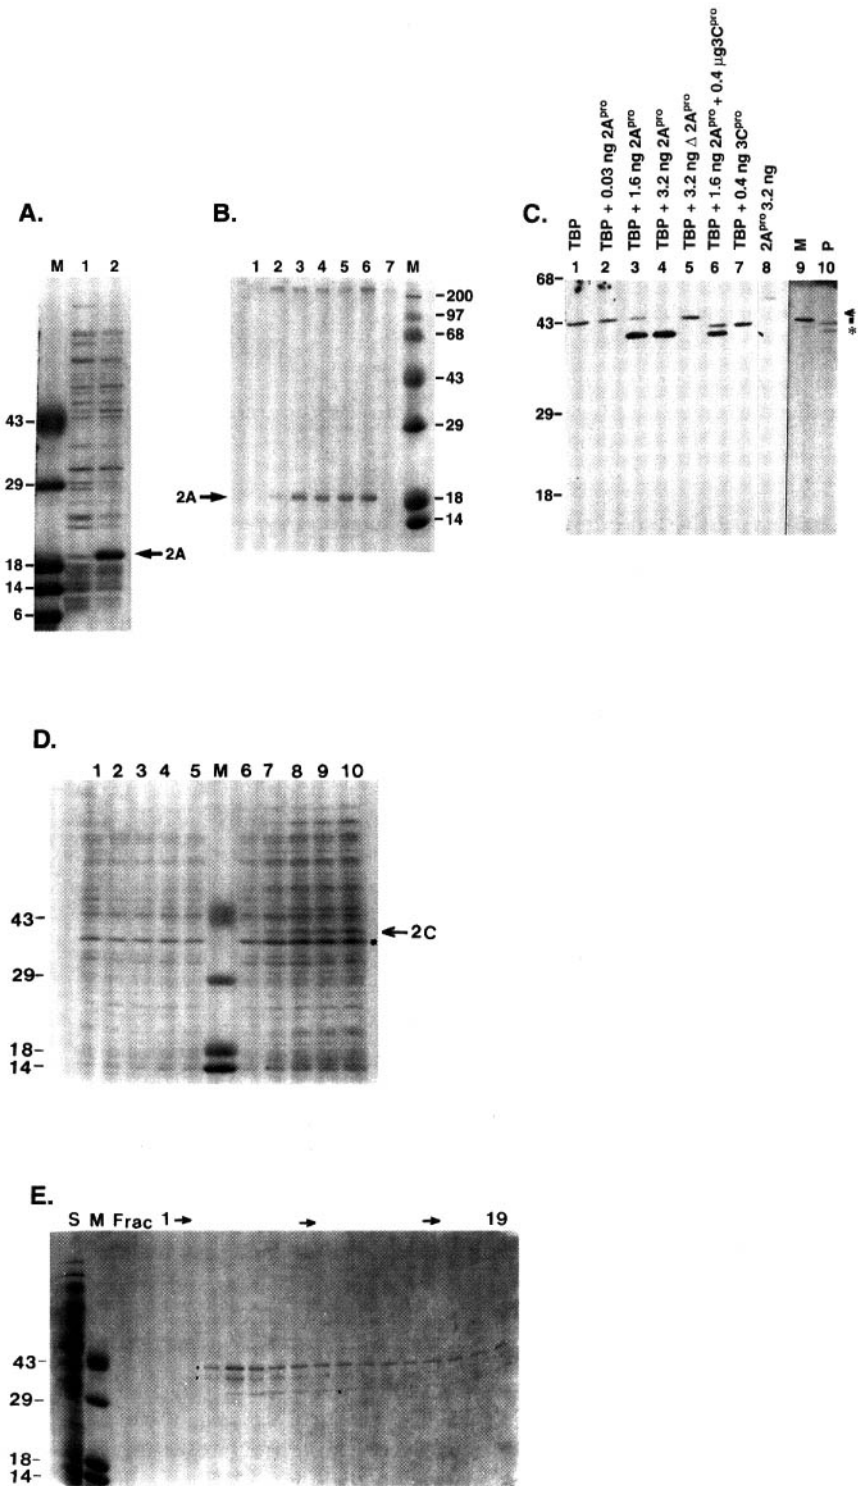 A.
M 1 2
43
29
18
14
6
2A
B.
1 2 3 4 5 6 7 M
200
97
68
43
29
18
14
2A
C.
TBP
TBP + 0.03 ng 2Apro
TBP + 1.6 ng 2Apro
TBP + 3.2 ng 2Apro
TBP + 3.2 ng Δ 2Apro
TBP + 1.6 ng 2Apro + 0.4 μg3Cpro
TBP + 0.4 ng 3Cpro
2Apro 3.2 ng
M
P
1 2 3 4 5 6 7 8 9 10
68
43
29
18
*
D.
1 2 3 4 5 M 6 7 8 9 10
43
29
18
14
2C
E.
S M Frac 1 → → → 19
43
29
18
14